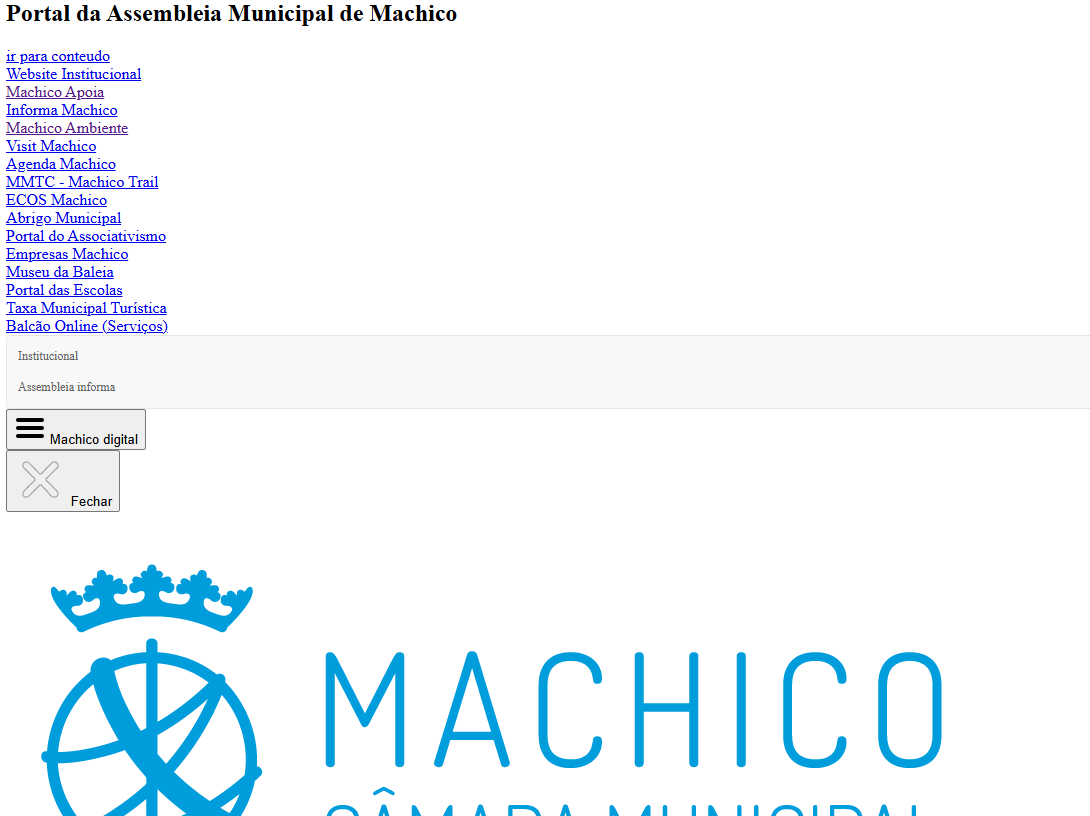 Portal da Assembleia Municipal de Machico
ir para conteudo
Website Institucional
Machico Apoia
Informa Machico
Machico Ambiente
Visit Machico
Agenda Machico
MMTC - Machico Trail
ECOS Machico
Abrigo Municipal
Portal do Associativismo
Empresas Machico
Museu da Baleia
Portal das Escolas
Taxa Municipal Turística
Balcão Online (Serviços)
Institucional
Assembleia informa
Machico digital
Fechar
MACHICO
CÂMARA MUNICIPAL